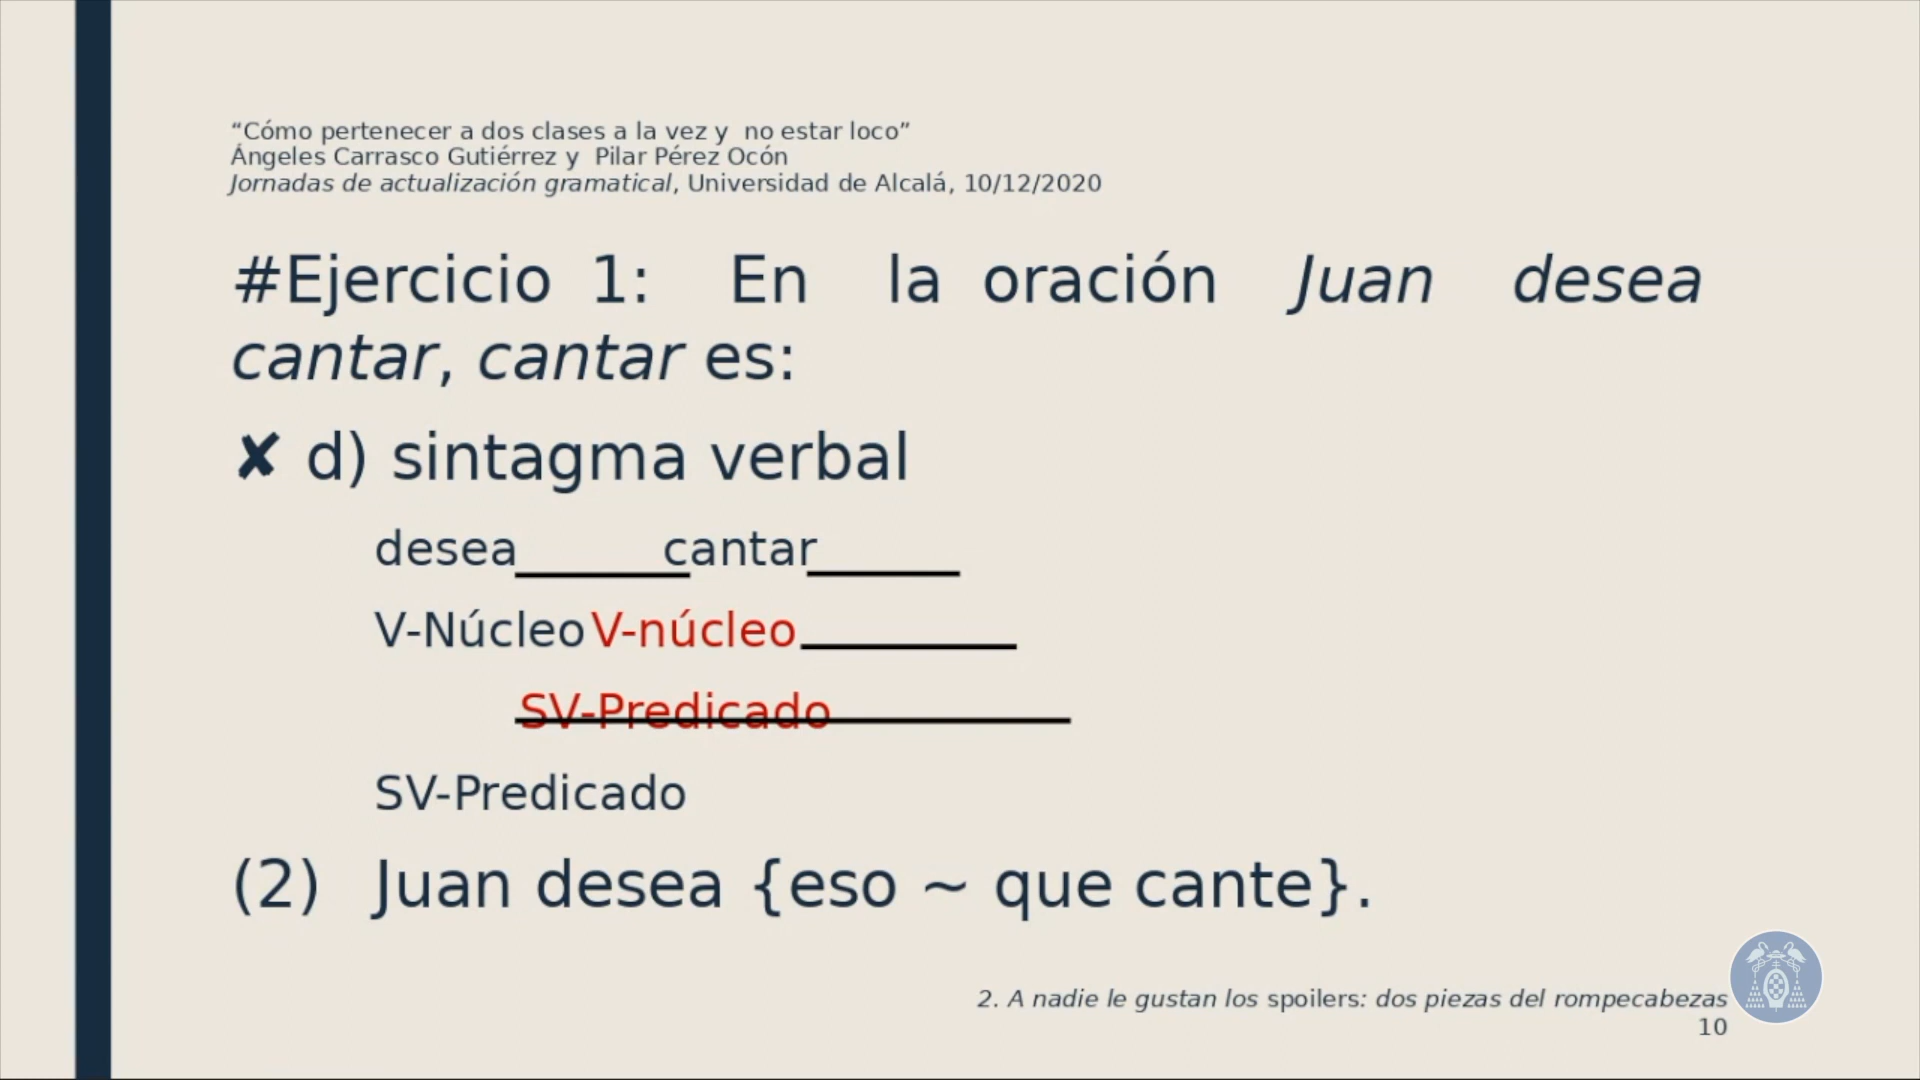 “Cómo pertenecer a dos clases a la vez y no estar loco”
Ángeles Carrasco Gutiérrez y Pilar Pérez Ocón
Jornadas de actualización gramatical, Universidad de Alcalá, 10/12/2020
#Ejercicio 1: En la oración Juan desea
cantar, cantar es:
✘ d) sintagma verbal
desea cantar
V-Núcleo V-núcleo
SV-Predicado
SV-Predicado
(2) Juan desea {eso ~ que cante}.
2. A nadie le gustan los spoilers: dos piezas del rompecabezas
10